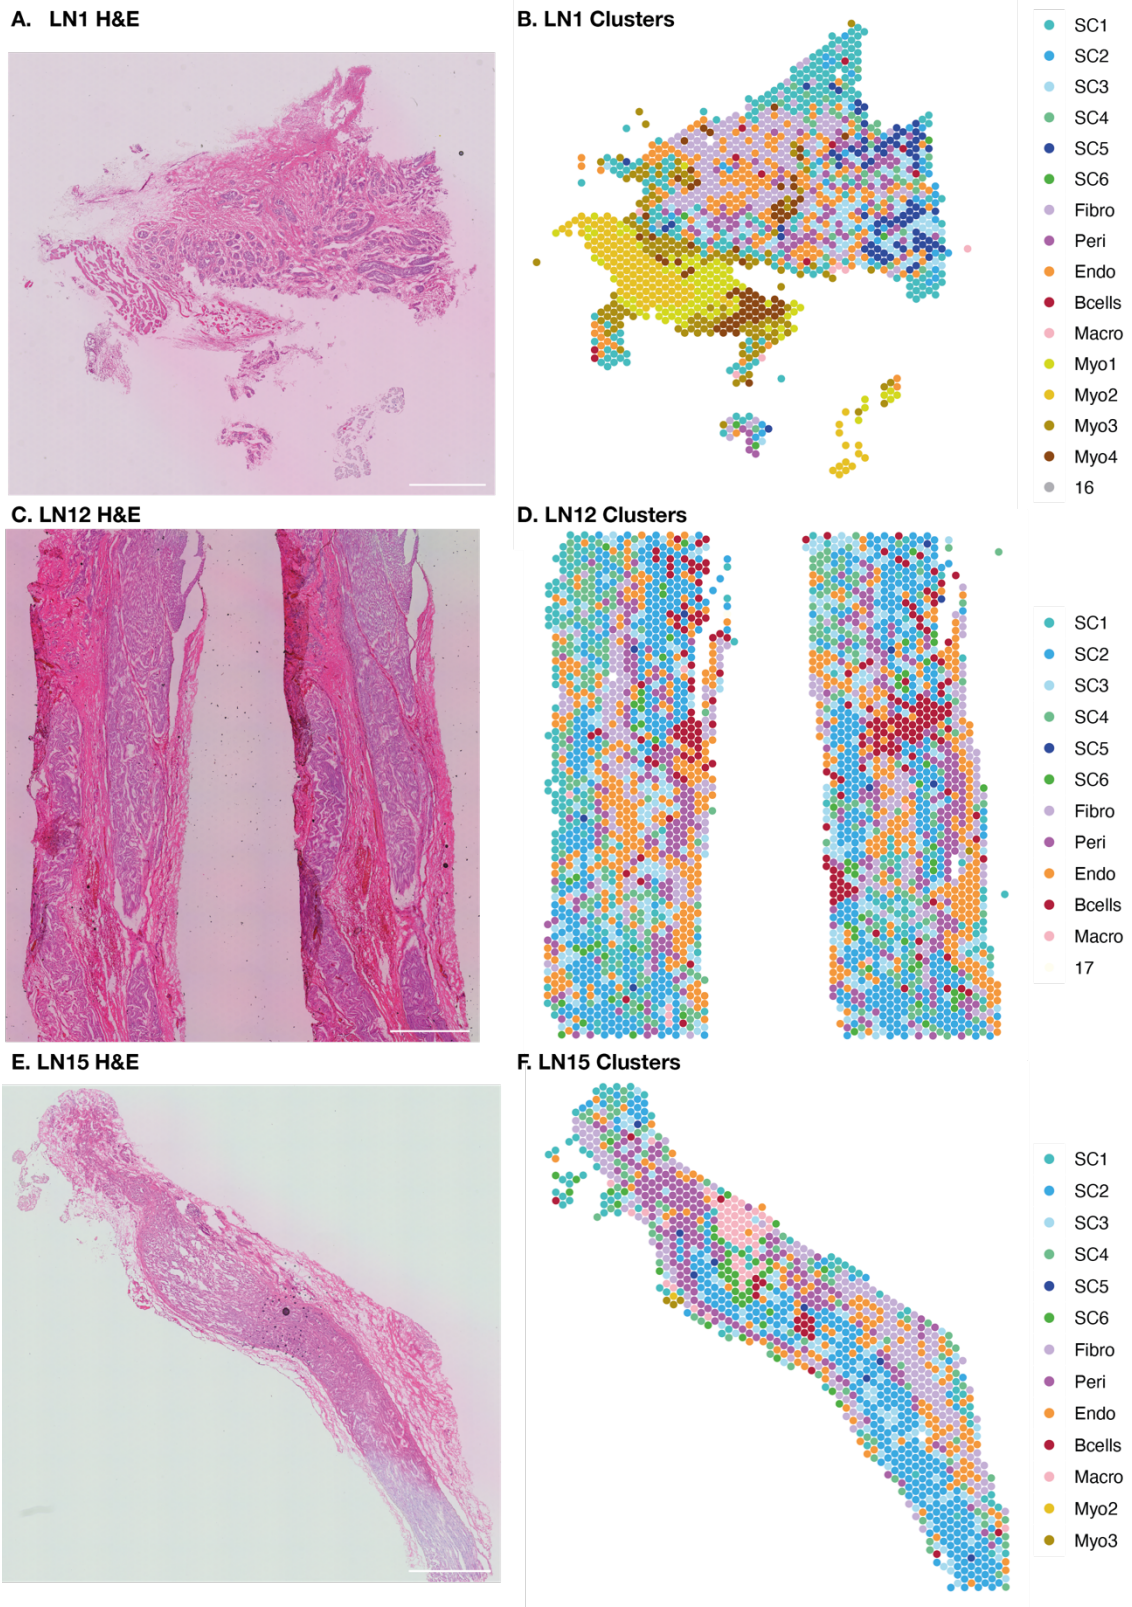 A. LN1 H&E
B. LN1 Clusters
SC1
SC2
SC3
SC4
SC5
SC6
Fibro
Peri
Endo
Bcells
Macro
Myo1
Myo2
Myo3
Myo4
16
C. LN12 H&E
D. LN12 Clusters
SC1
SC2
SC3
SC4
SC5
SC6
Fibro
Peri
Endo
Bcells
Macro
17
E. LN15 H&E
F. LN15 Clusters
SC1
SC2
SC3
SC4
SC5
SC6
Fibro
Peri
Endo
Bcells
Macro
Myo2
Myo3